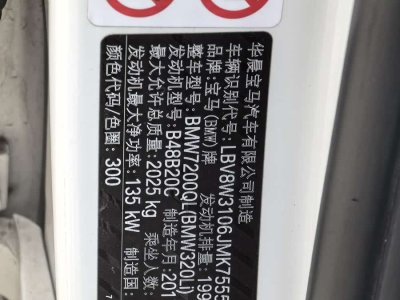 华晨宝马汽车有限公司制造
车辆识别代号: LBV8W3106JMK7555
品牌: 宝马(BMW)牌 发动机排量: 199
整车型号: BMW7200QL(BMW320Li)
发动机型号: B48B20C 制造年月: 201
最大允许总质量: 2025 kg 乘坐人数:
发动机最大净功率: 135 kW 制造国:
颜色代码/色圈: 300